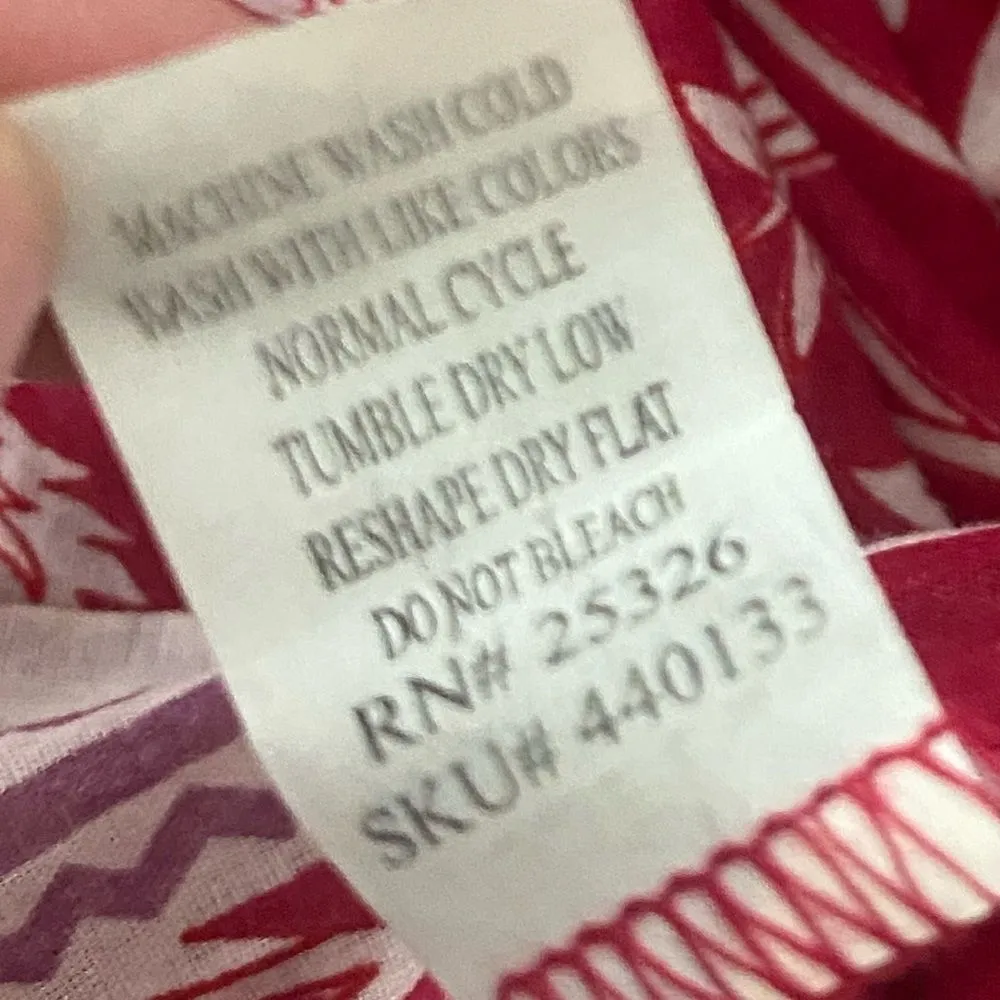 MACHINE WASH COLD
WASH WITH LIKE COLORS
NORMAL CYCLE
TUMBLE DRY LOW
RESHAPE DRY FLAT
DO NOT BLEACH
RN# 25326
SKU# 440133